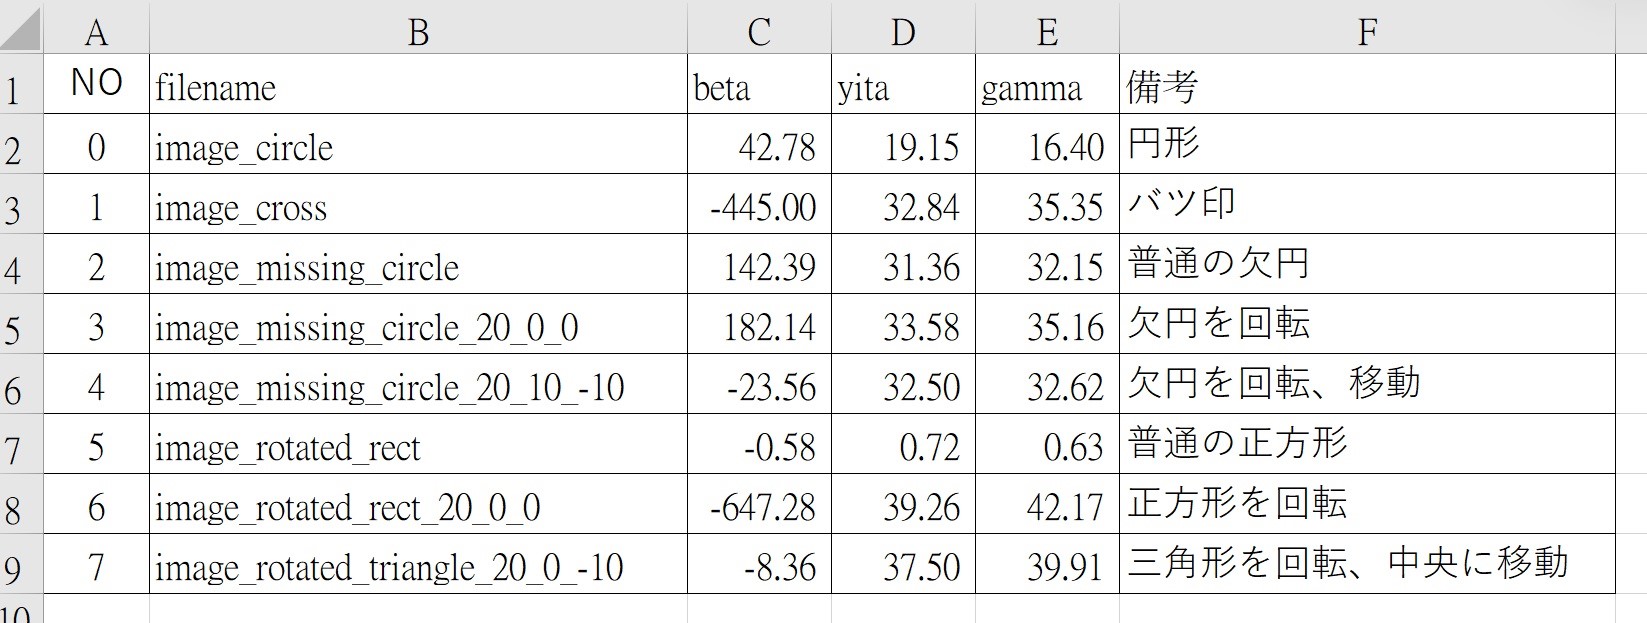 A B C D E F
1 NO filename beta yita gamma 備考
2 0 image_circle 42.78 19.15 16.40 円形
3 1 image_cross -445.00 32.84 35.35 バツ印
4 2 image_missing_circle 142.39 31.36 32.15 普通の欠円
5 3 image_missing_circle_20_0_0 182.14 33.58 35.16 欠円を回転
6 4 image_missing_circle_20_10_-10 -23.56 32.50 32.62 欠円を回転、移動
7 5 image_rotated_rect -0.58 0.72 0.63 普通の正方形
8 6 image_rotated_rect_20_0_0 -647.28 39.26 42.17 正方形を回転
9 7 image_rotated_triangle_20_0_-10 -8.36 37.50 39.91 三角形を回転、中央に移動
10